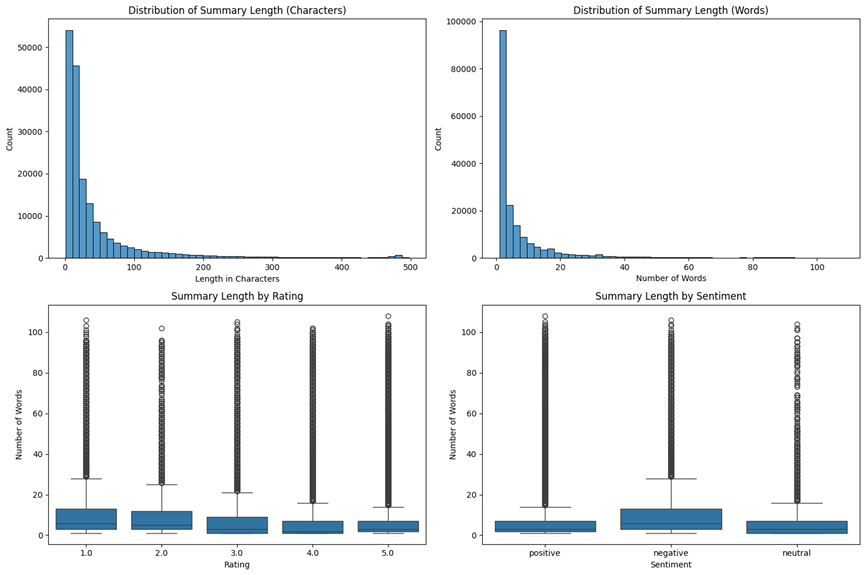 Distribution of Summary Length (Characters)
Count
50000
40000
30000
20000
10000
0
0 100 200 300 400 500
Length in Characters
Distribution of Summary Length (Words)
Count
100000
80000
60000
40000
20000
0
0 20 40 60 80 100
Number of Words
Summary Length by Rating
Number of Words
100
80
60
40
20
0
1.0 2.0 3.0 4.0 5.0
Rating
Summary Length by Sentiment
Number of Words
100
80
60
40
20
0
positive negative neutral
Sentiment